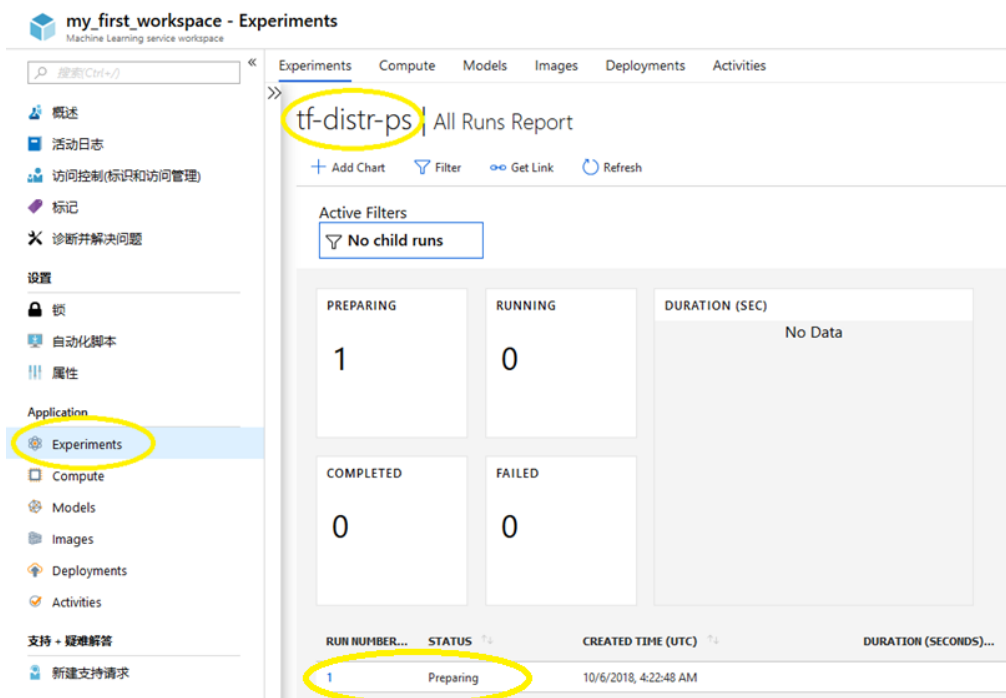 my_first_workspace - Experiments
Machine Learning service workspace
搜索(Ctrl+/)
概述
活动日志
访问控制(标识和访问管理)
标记
诊断并解决问题
设置
锁
自动化脚本
属性
Application
Experiments
Compute
Models
Images
Deployments
Activities
支持 + 疑难解答
新建支持请求
Experiments Compute Models Images Deployments Activities
tf-distr-ps | All Runs Report
Add Chart Filter Get Link Refresh
Active Filters
No child runs
PREPARING RUNNING DURATION (SEC)
No Data
1 0
COMPLETED FAILED
0 0
RUN NUMBER... STATUS CREATED TIME (UTC) DURATION (SECONDS)...
1 Preparing 10/6/2018, 4:22:48 AM